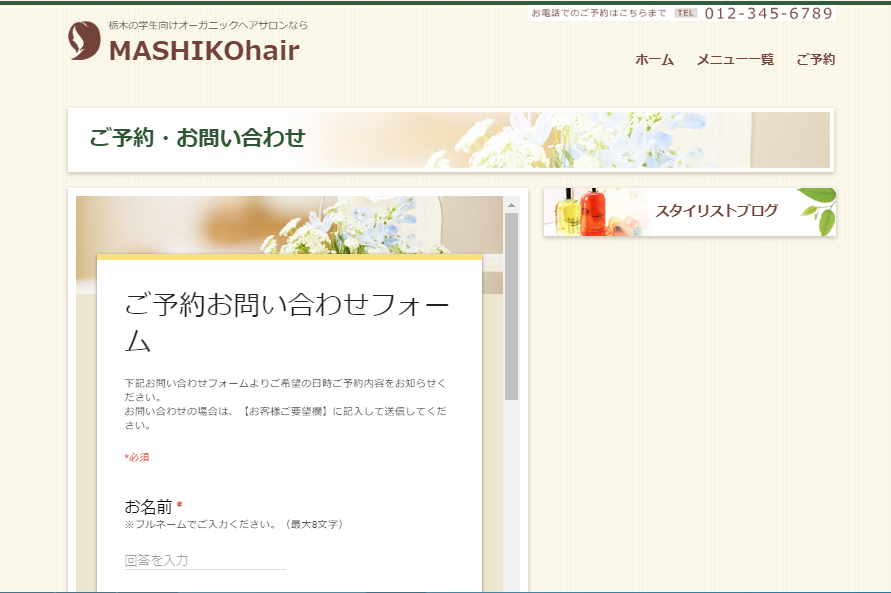 栃木の学生向けオーガニックヘアサロンなら
MASHIKOhair
お電話でのご予約はこちらまで TEL 012-345-6789
ホーム メニュー一覧 ご予約
ご予約・お問い合わせ
スタイリストブログ
ご予約お問い合わせフォー
ム
下記お問い合わせフォームよりご希望の日時ご予約内容をお知らせく
ださい。
お問い合わせの場合は、【お客様ご要望欄】に記入して送信してくだ
さい。
*必須
お名前 *
※フルネームでご入力ください。（最大8文字）
回答を入力